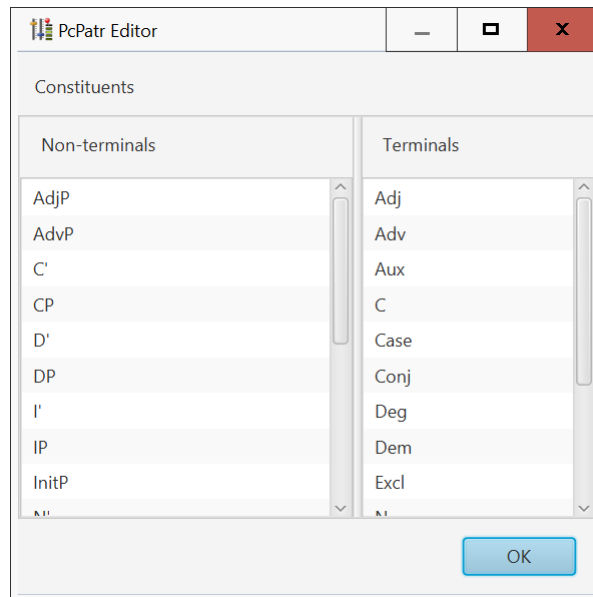 PcPatr Editor
Constituents
Non-terminals
AdjP
AdvP
C'
CP
D'
DP
I'
IP
InitP
Terminals
Adj
Adv
Aux
C
Case
Conj
Deg
Dem
Excl
OK